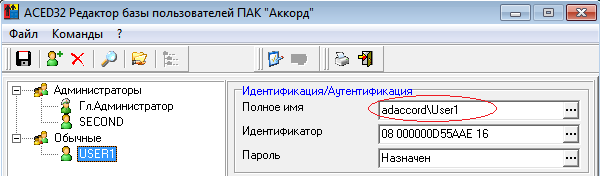 ACED32 Редактор базы пользователей ПАК "Аккорд"
Файл Команды ?
Администраторы
Гл.Администратор
SECOND
Обычные
USER1
Идентификация/Аутентификация
Полное имя adaccord\User1 ...
Идентификатор 08 000000D55AAE 16 ...
Пароль Назначен ...